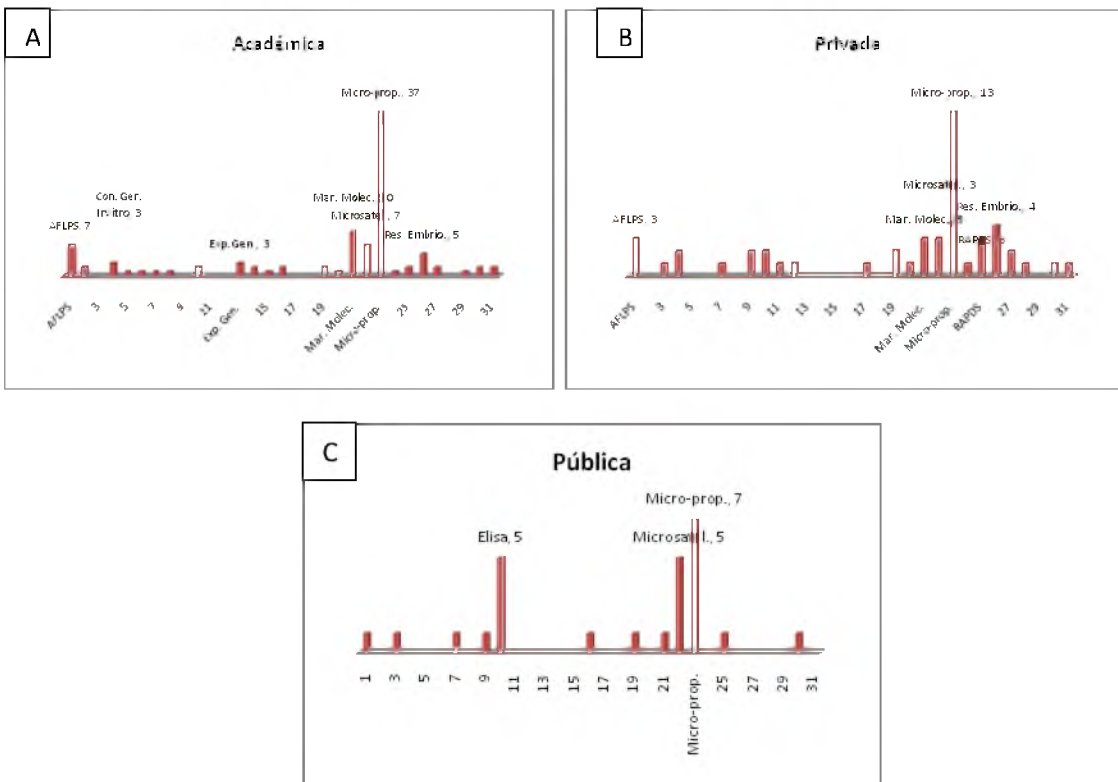 A
Académica
Micro-prop., 37
Con. Ger.
Invitro, 3
AFLPS, 7
Exp.Gen., 3
Mar. Molec.,
Microsatel., 7
Res. Embrio., 5
AFLPS
3
5
7
9
11
Exp. Gen.
15
17
19
Mar. Molec.
Micro-prop.
25
27
29
31
B
Privada
Micro-prop., 13
Microsatel., 3
Res. Embrio., 4
AFLPS, 3
Mar. Molec.,
AFLPS
3
5
7
9
11
13
15
17
19
Mar. Molec.
Micro-prop.
RAPDS
27
29
31
C
Pública
Micro-prop., 7
Elisa, 5
Microsatel., 5
1
3
5
7
9
11
13
15
17
19
21
Micro-prop.
25
27
29
31